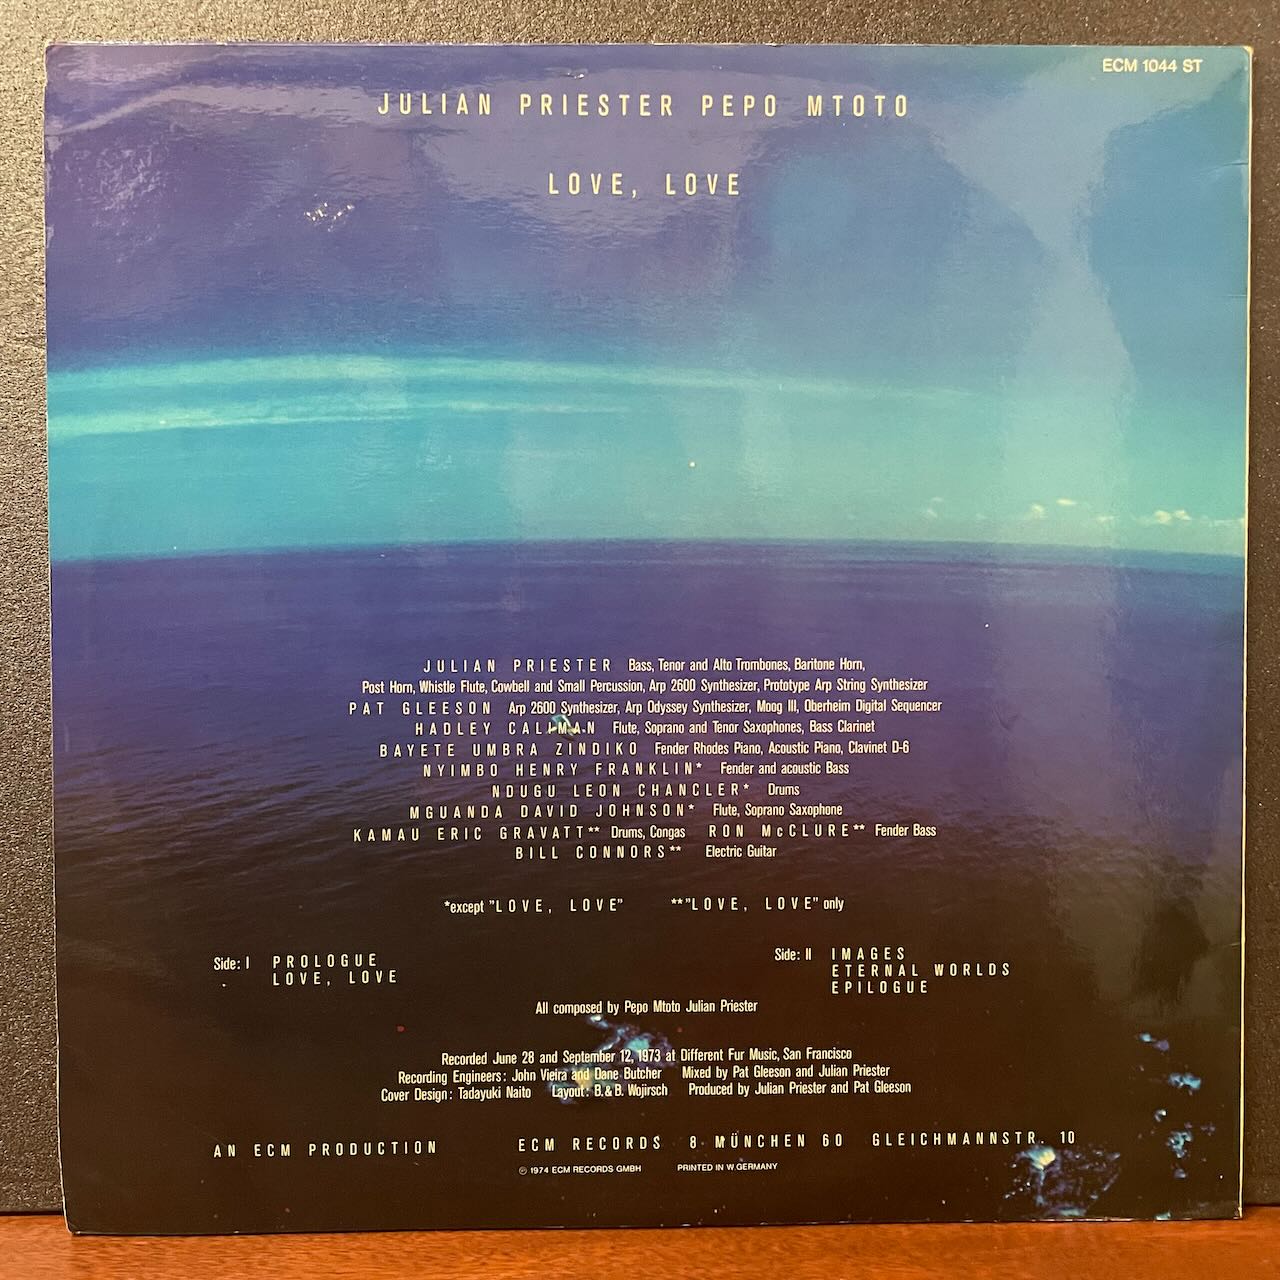 ECM 1044 ST
JULIAN PRIESTER PEPO MTOTO
LOVE, LOVE
JULIAN PRIESTER Bass, Tenor and Alto Trombones, Baritone Horn,
Post Horn, Whistle Flute, Cowbell and Small Percussion, Arp 2600 Synthesizer, Prototype Arp String Synthesizer
PAT GLEESON Arp 2600 Synthesizer, Arp Odyssey Synthesizer, Moog III, Oberheim Digital Sequencer
HADLEY CALIMAN Flute, Soprano and Tenor Saxophones, Bass Clarinet
BAYETE UMBRA ZINDIKO Fender Rhodes Piano, Acoustic Piano, Clavinet D-6
NYIMBO HENRY FRANKLIN* Fender and acoustic Bass
NDUGU LEON CHANCLER* Drums
MGUANDA DAVID JOHNSON* Flute, Soprano Saxophone
KAMAU ERIC GRAVATT** Drums, Congas RON McCLURE** Fender Bass
BILL CONNORS** Electric Guitar
*except "LOVE, LOVE" **"LOVE, LOVE" only
Side: I PROLOGUE
LOVE, LOVE
Side: II IMAGES
ETERNAL WORLDS
EPILOGUE
All composed by Pepo Mtoto Julian Priester
Recorded June 28 and September 12, 1973 at Different Fur Music, San Francisco
Recording Engineers: John Vieira and Dane Butcher Mixed by Pat Gleeson and Julian Priester
Cover Design: Tadayuki Naito Layout: B. & B. Wojirsch Produced by Julian Priester and Pat Gleeson
AN ECM PRODUCTION ECM RECORDS 8 MÜNCHEN 60 GLEICHMANNSTR. 10
℗ 1974 ECM RECORDS GMBH PRINTED IN W. GERMANY